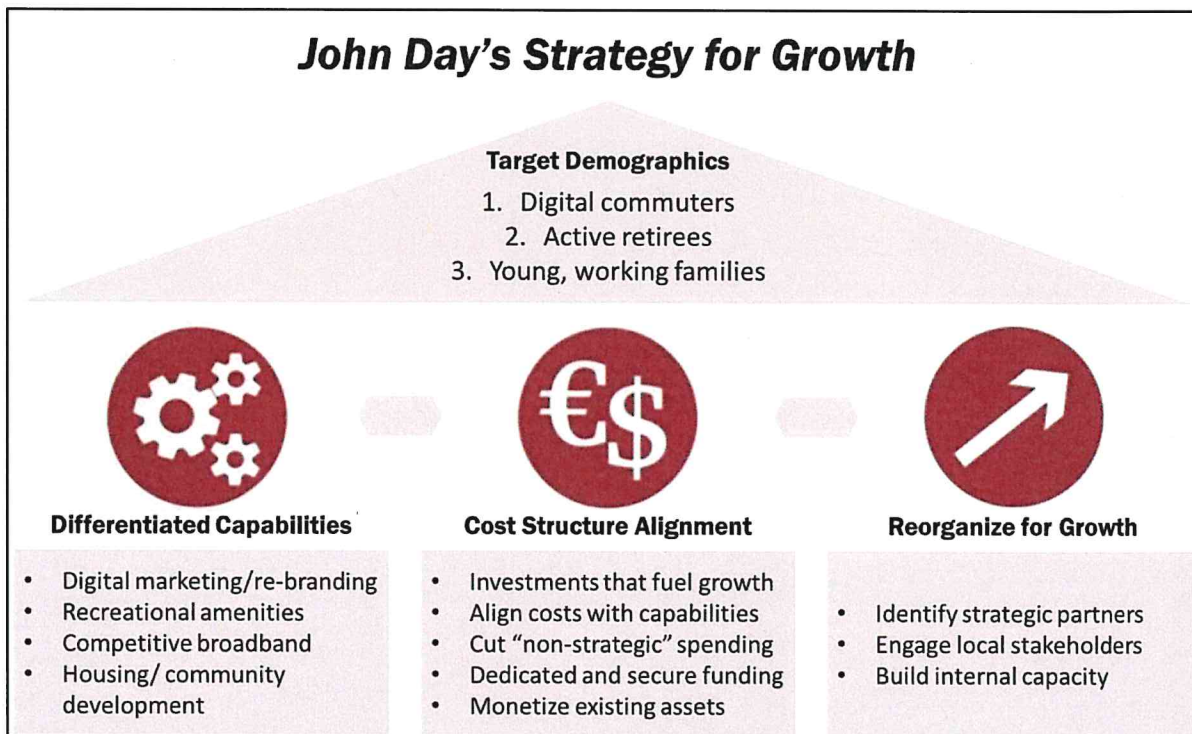 John Day's Strategy for Growth
Target Demographics
1. Digital commuters
2. Active retirees
3. Young, working families
€$
Differentiated Capabilities
• Digital marketing/re-branding
• Recreational amenities
• Competitive broadband
• Housing/ community
development
Cost Structure Alignment
• Investments that fuel growth
• Align costs with capabilities
• Cut "non-strategic" spending
• Dedicated and secure funding
• Monetize existing assets
Reorganize for Growth
• Identify strategic partners
• Engage local stakeholders
• Build internal capacity